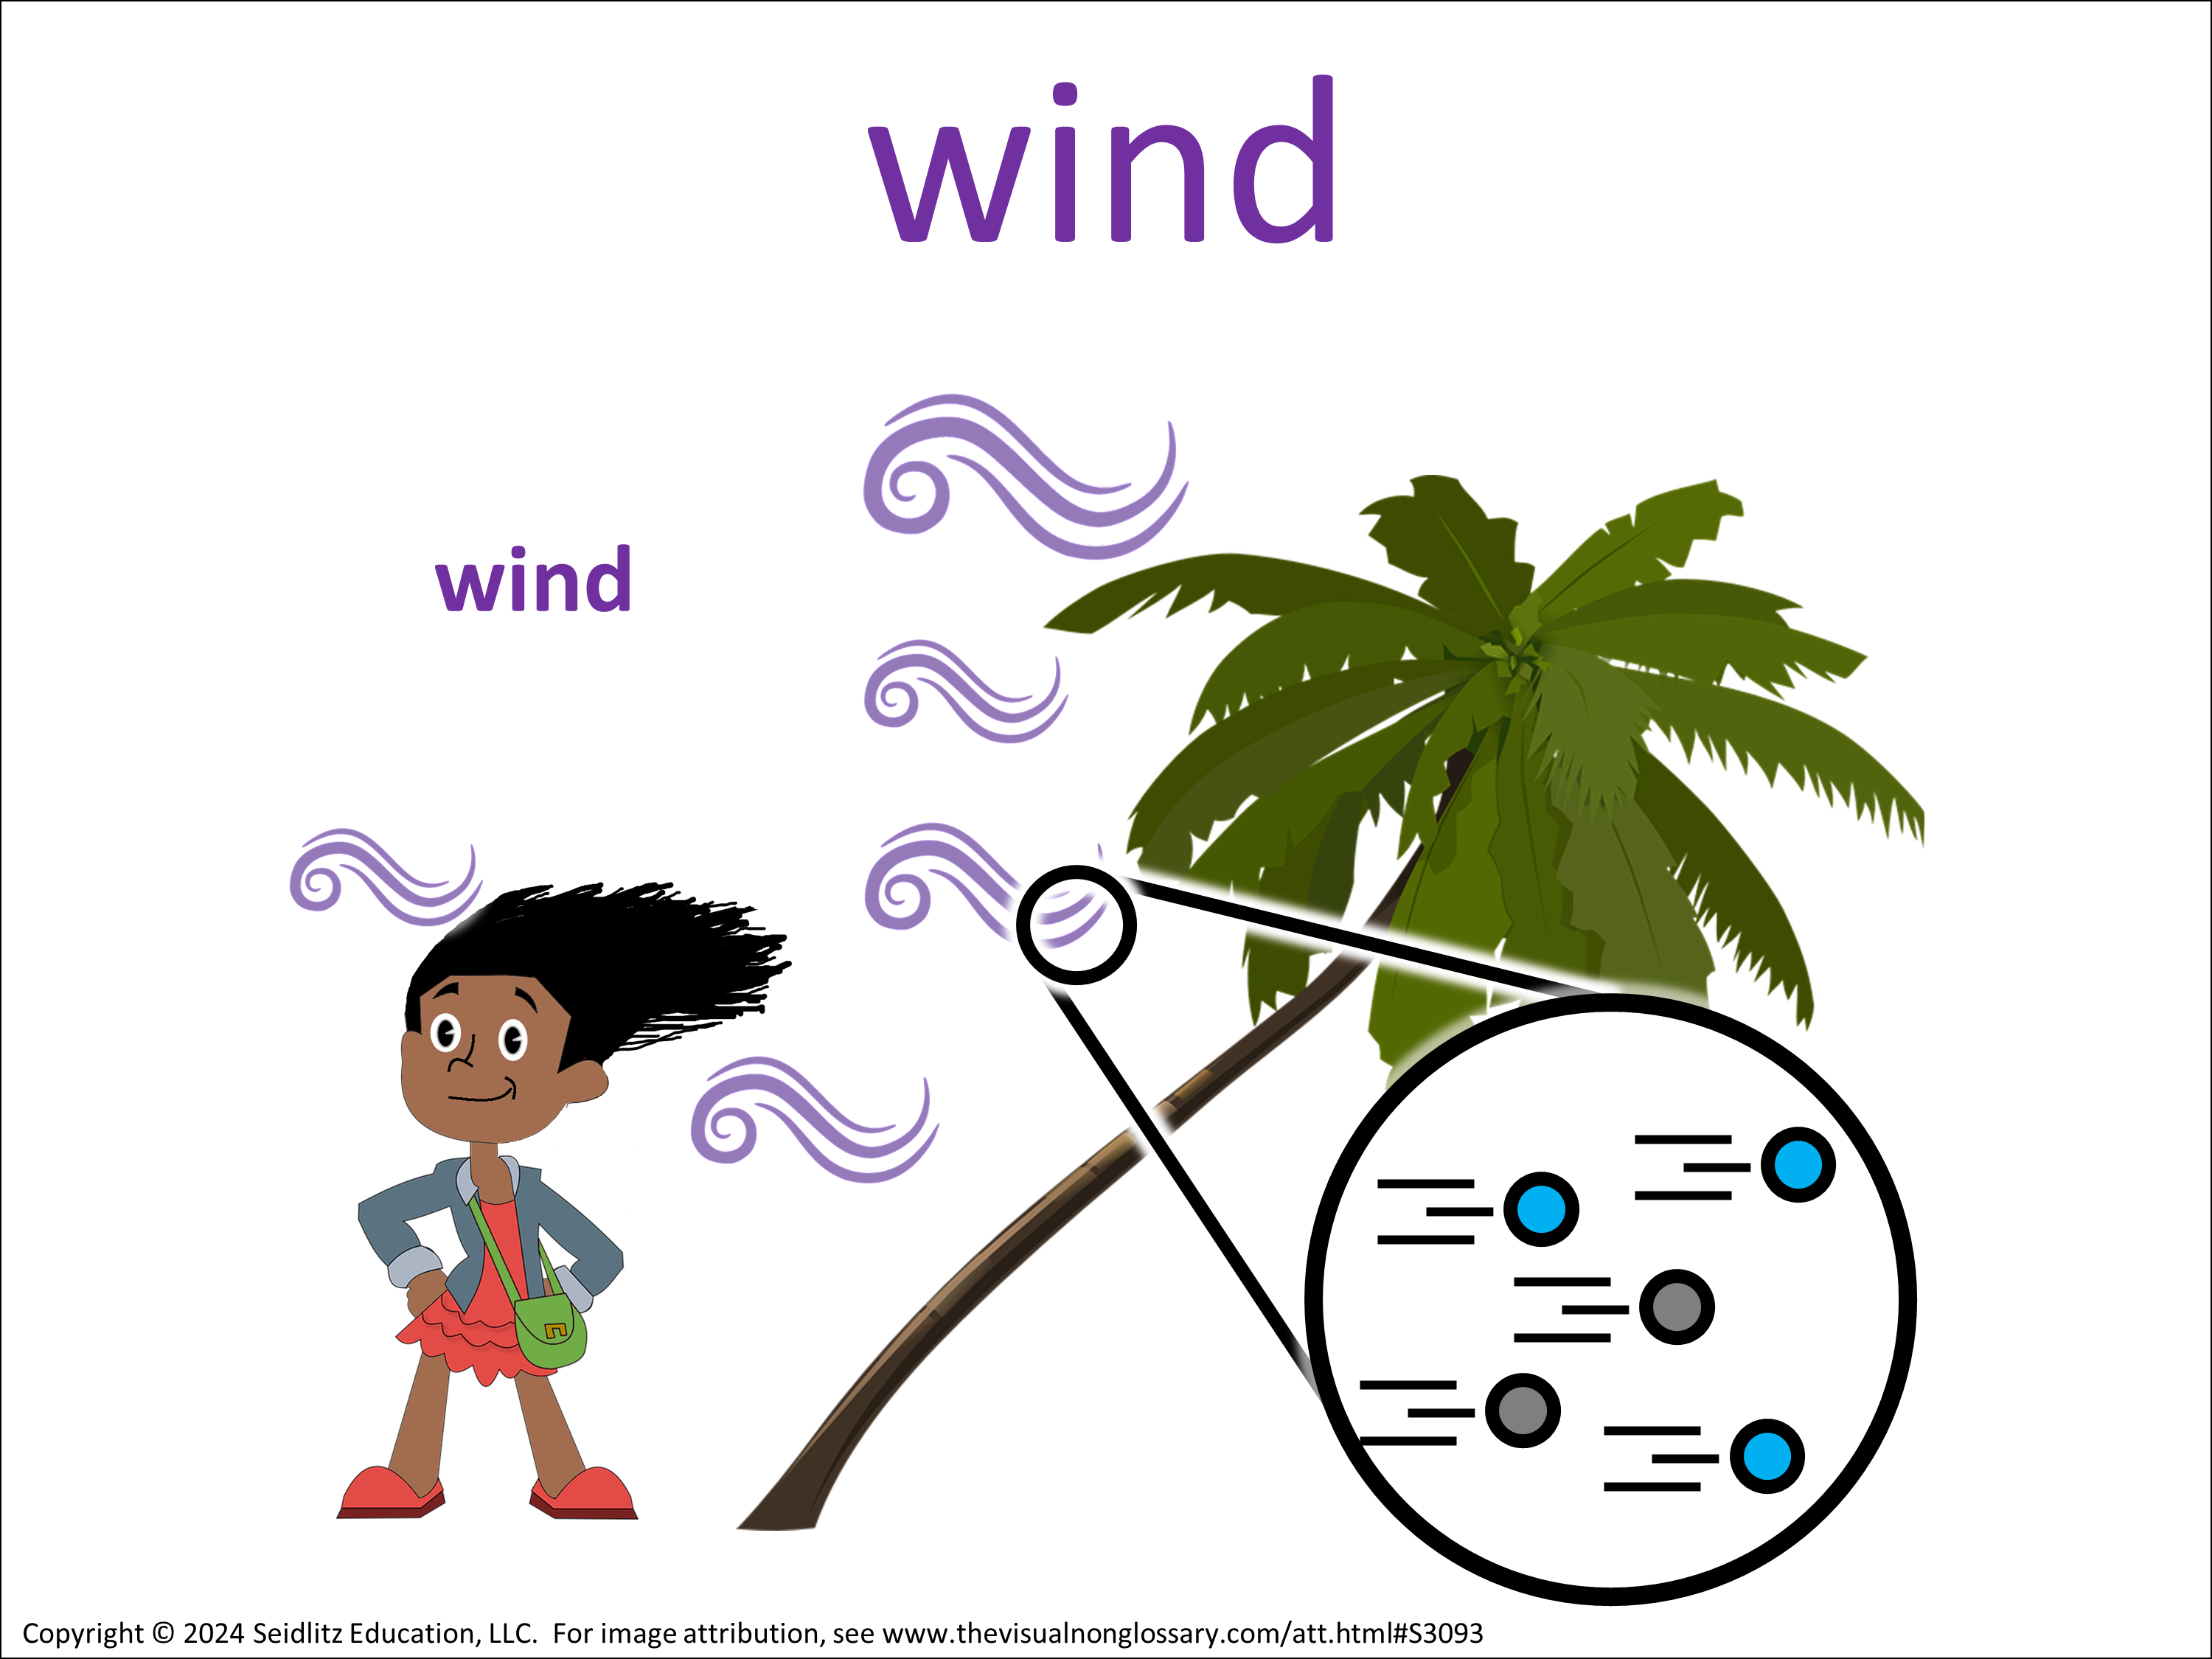 wind
wind
Copyright © 2024 Seidlitz Education, LLC.  For image attribution, see www.thevisualnonglossary.com/att.html#S3093